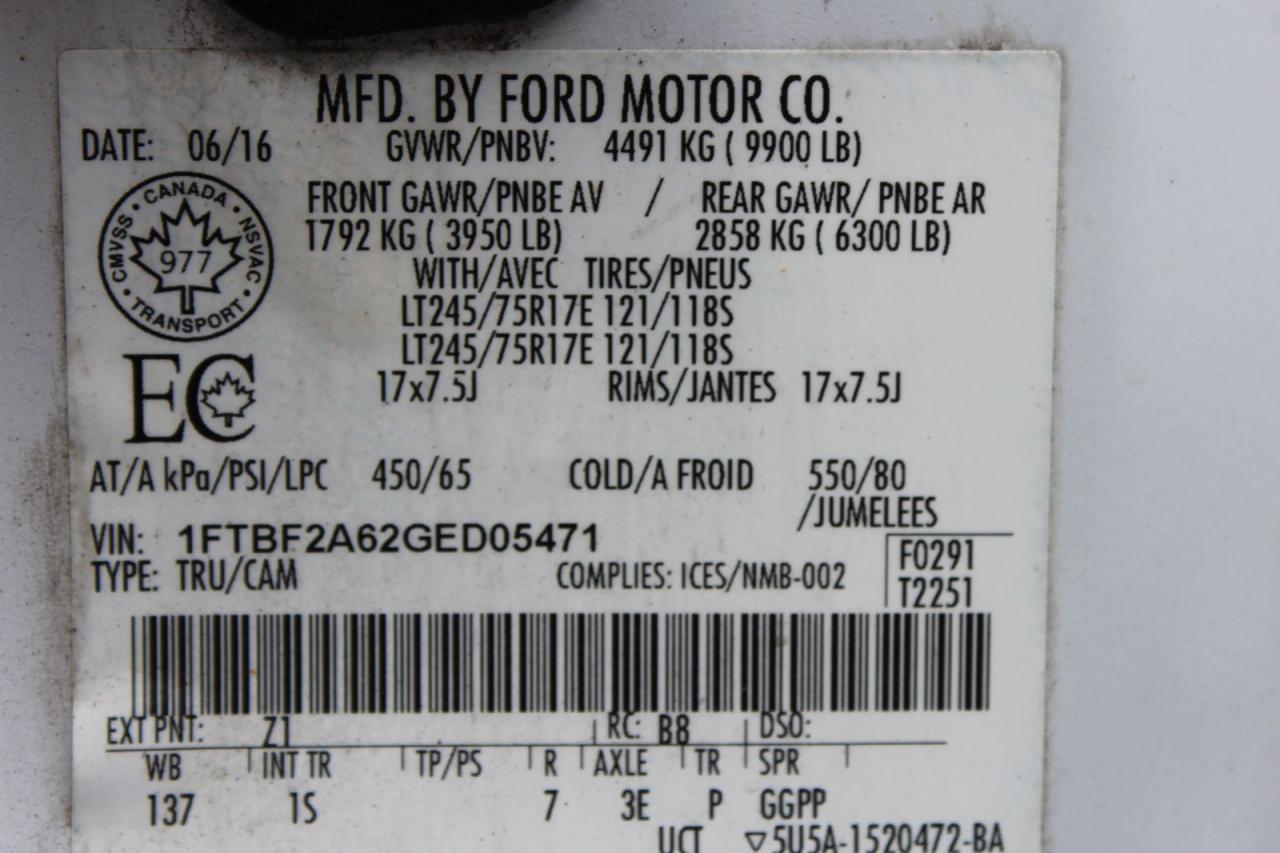 MFD. BY FORD MOTOR CO.
DATE: 06/16 GVWR/PNBV: 4491 KG ( 9900 LB)
FRONT GAWR/PNBE AV / REAR GAWR/ PNBE AR
1792 KG ( 3950 LB) 2858 KG ( 6300 LB)
CANADA • NSVAC • TRANSPORT • CMVSS •
977
WITH/AVEC TIRES/PNEUS
LT245/75R17E 121/118S
LT245/75R17E 121/118S
EC
17x7.5J RIMS/JANTES 17x7.5J
AT/A kPa/PSI/LPC 450/65 COLD/A FROID 550/80
/JUMELEES
VIN: 1FTBF2A62GED05471
TYPE: TRU/CAM COMPLIES: ICES/NMB-002
F0291
T2251
EXT PNT: Z1 RC: B8 DSO:
WB INT TR TP/PS R AXLE TR SPR
137 1S 7 3E P GGPP
UCT ▽5U5A-1520472-BA